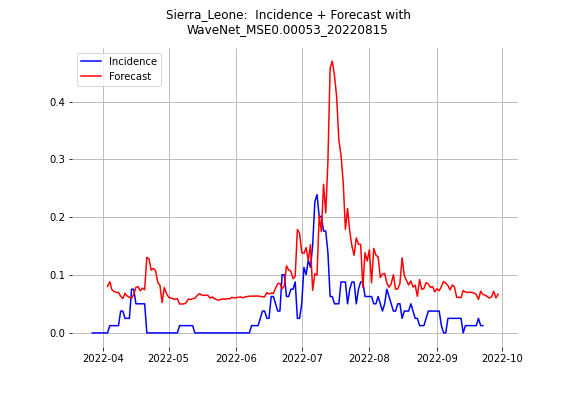 Sierra_Leone:  Incidence + Forecast with
WaveNet_MSE0.00053_20220815
Incidence
Forecast
0.4
0.3
0.2
0.1
0.0
2022-04 2022-05 2022-06 2022-07 2022-08 2022-09 2022-10